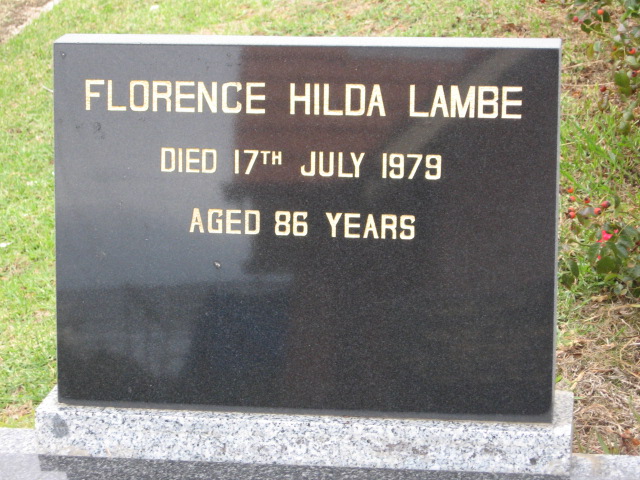 FLORENCE HILDA LAMBE
DIED 17TH JULY 1979
AGED 86 YEARS